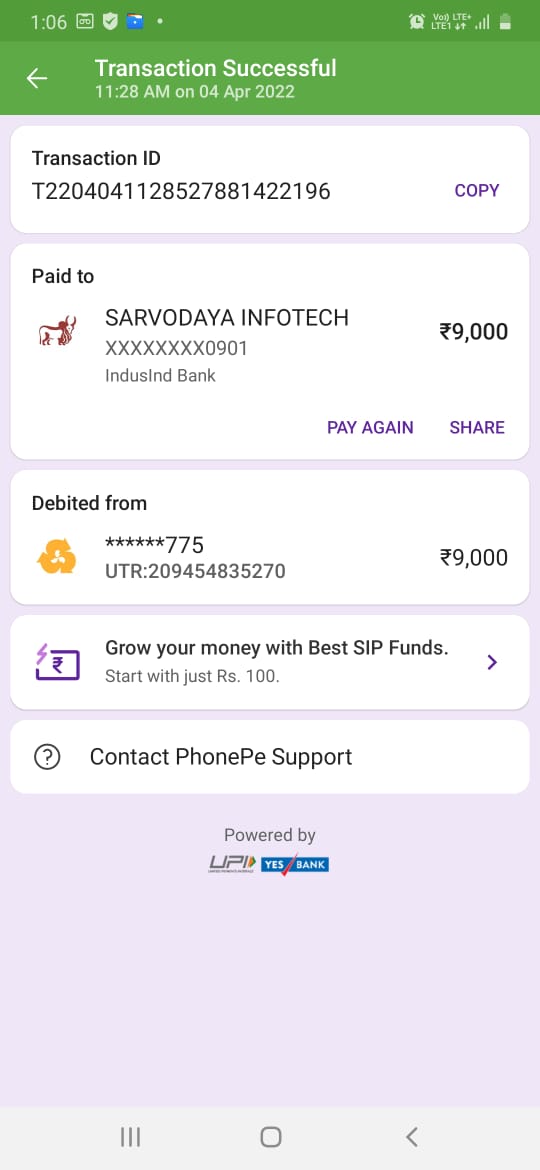 1:06
Vo)) LTE+
LTE1
Transaction Successful
11:28 AM on 04 Apr 2022
Transaction ID
T2204041128527881422196
COPY
Paid to
SARVODAYA INFOTECH
₹9,000
XXXXXXXX0901
IndusInd Bank
PAY AGAIN
SHARE
Debited from
******775
₹9,000
UTR:209454835270
Grow your money with Best SIP Funds.
Start with just Rs. 100.
Contact PhonePe Support
Powered by
UPI
YES BANK